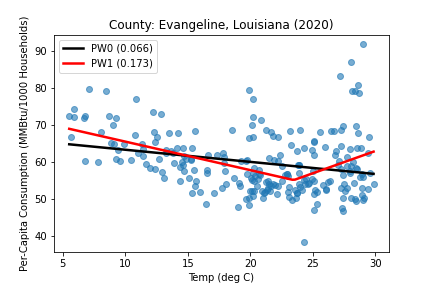 County: Evangeline, Louisiana (2020)
PW0 (0.066)
PW1 (0.173)
Per-Capita Consumption (MMBtu/1000 Households)
90
80
70
60
50
40
5
10
15
20
25
30
Temp (deg C)